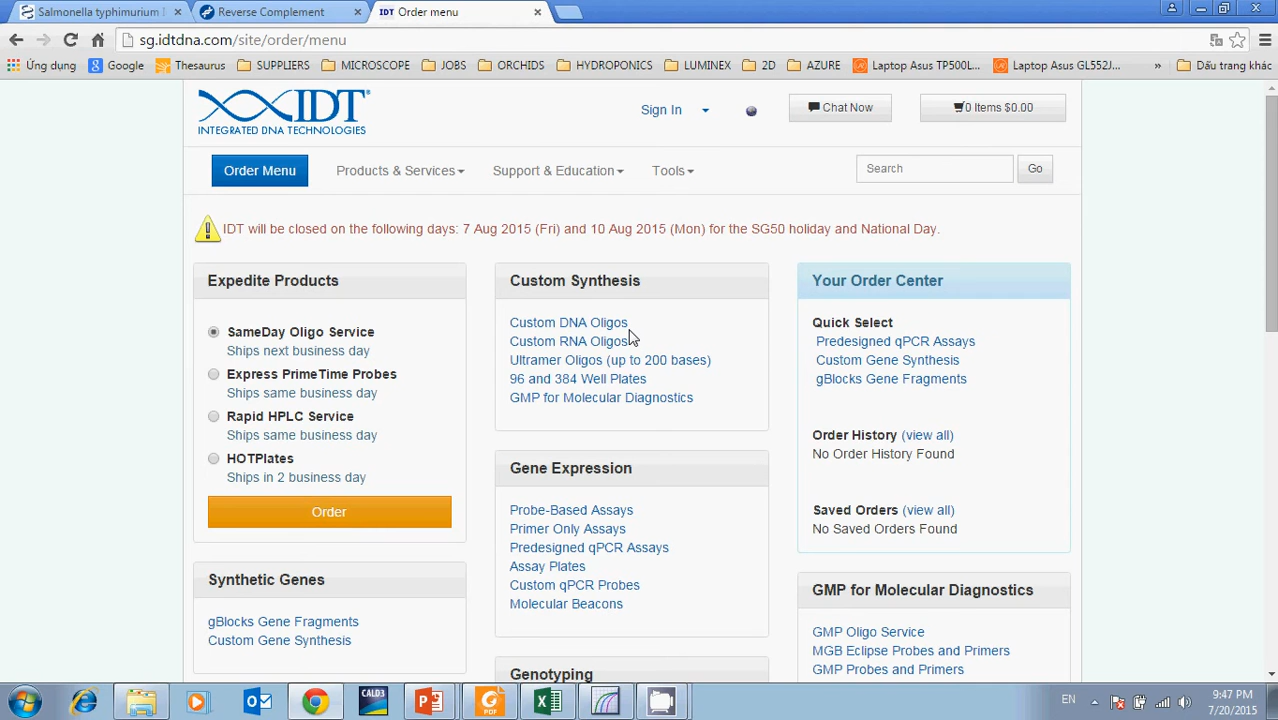 Salmonella typhimurium
Reverse Complement
IDT Order menu
sg.idtdna.com/site/order/menu
Ứng dụng
Google
Thesaurus
SUPPLIERS
MICROSCOPE
JOBS
ORCHIDS
HYDROPONICS
LUMINEX
2D
AZURE
Laptop Asus TP500L...
Laptop Asus GL552J...
»
Dấu trang khác
IDT
INTEGRATED DNA TECHNOLOGIES
Sign In
Chat Now
0 Items $0.00
Order Menu
Products & Services
Support & Education
Tools
Search
Go
IDT will be closed on the following days: 7 Aug 2015 (Fri) and 10 Aug 2015 (Mon) for the SG50 holiday and National Day.
Expedite Products
SameDay Oligo Service
Ships next business day
Express PrimeTime Probes
Ships same business day
Rapid HPLC Service
Ships same business day
HOTPlates
Ships in 2 business day
Order
Synthetic Genes
gBlocks Gene Fragments
Custom Gene Synthesis
Custom Synthesis
Custom DNA Oligos
Custom RNA Oligos
Ultramer Oligos (up to 200 bases)
96 and 384 Well Plates
GMP for Molecular Diagnostics
Gene Expression
Probe-Based Assays
Primer Only Assays
Predesigned qPCR Assays
Assay Plates
Custom qPCR Probes
Molecular Beacons
Genotyping
Your Order Center
Quick Select
Predesigned qPCR Assays
Custom Gene Synthesis
gBlocks Gene Fragments
Order History (view all)
No Order History Found
Saved Orders (view all)
No Saved Orders Found
GMP for Molecular Diagnostics
GMP Oligo Service
MGB Eclipse Probes and Primers
GMP Probes and Primers
CALD3
PDF
EN
9:47 PM
7/20/2015